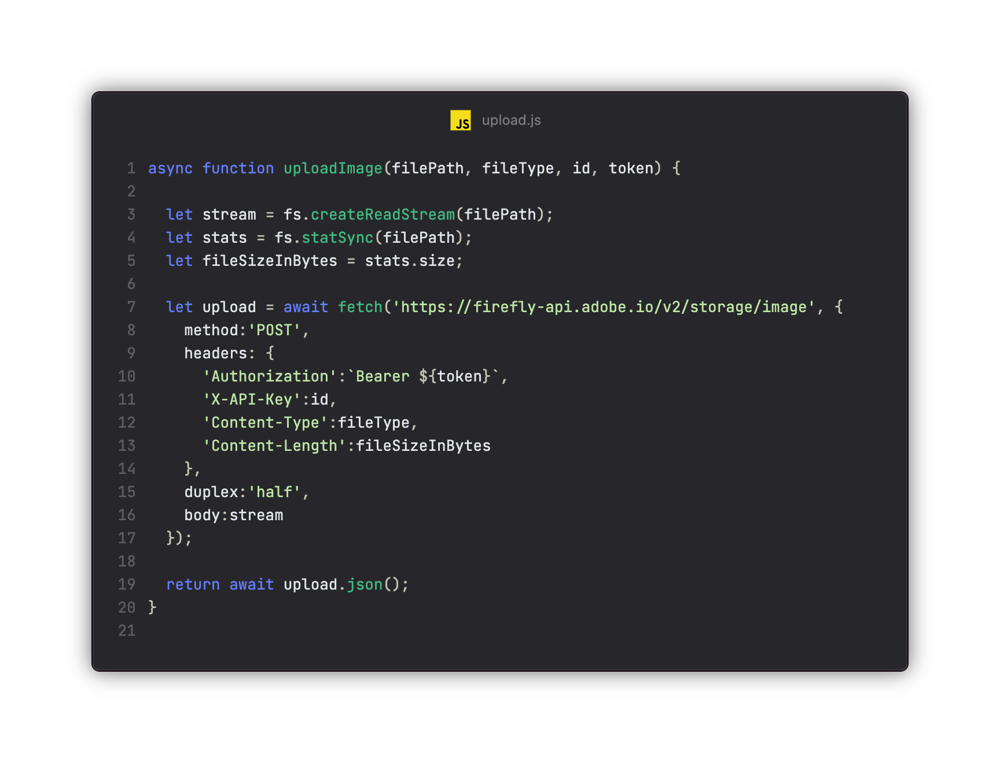 JS upload.js
1 async function uploadImage(filePath, fileType, id, token) {
2
3   let stream = fs.createReadStream(filePath);
4   let stats = fs.statSync(filePath);
5   let fileSizeInBytes = stats.size;
6
7   let upload = await fetch('https://firefly-api.adobe.io/v2/storage/image', {
8     method:'POST',
9     headers: {
10       'Authorization':`Bearer ${token}`,
11       'X-API-Key':id,
12       'Content-Type':fileType,
13       'Content-Length':fileSizeInBytes
14     },
15     duplex:'half',
16     body:stream
17   });
18
19   return await upload.json();
20 }
21